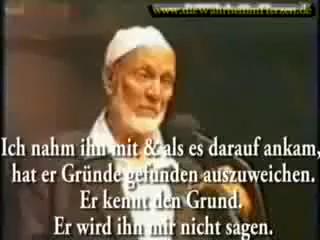 www.diewahrheitimHerzen.de
Ich nahm ihn mit & als es darauf ankam,
hat er Gründe gefunden auszuweichen.
Er kennt den Grund.
Er wird ihn mir nicht sagen.